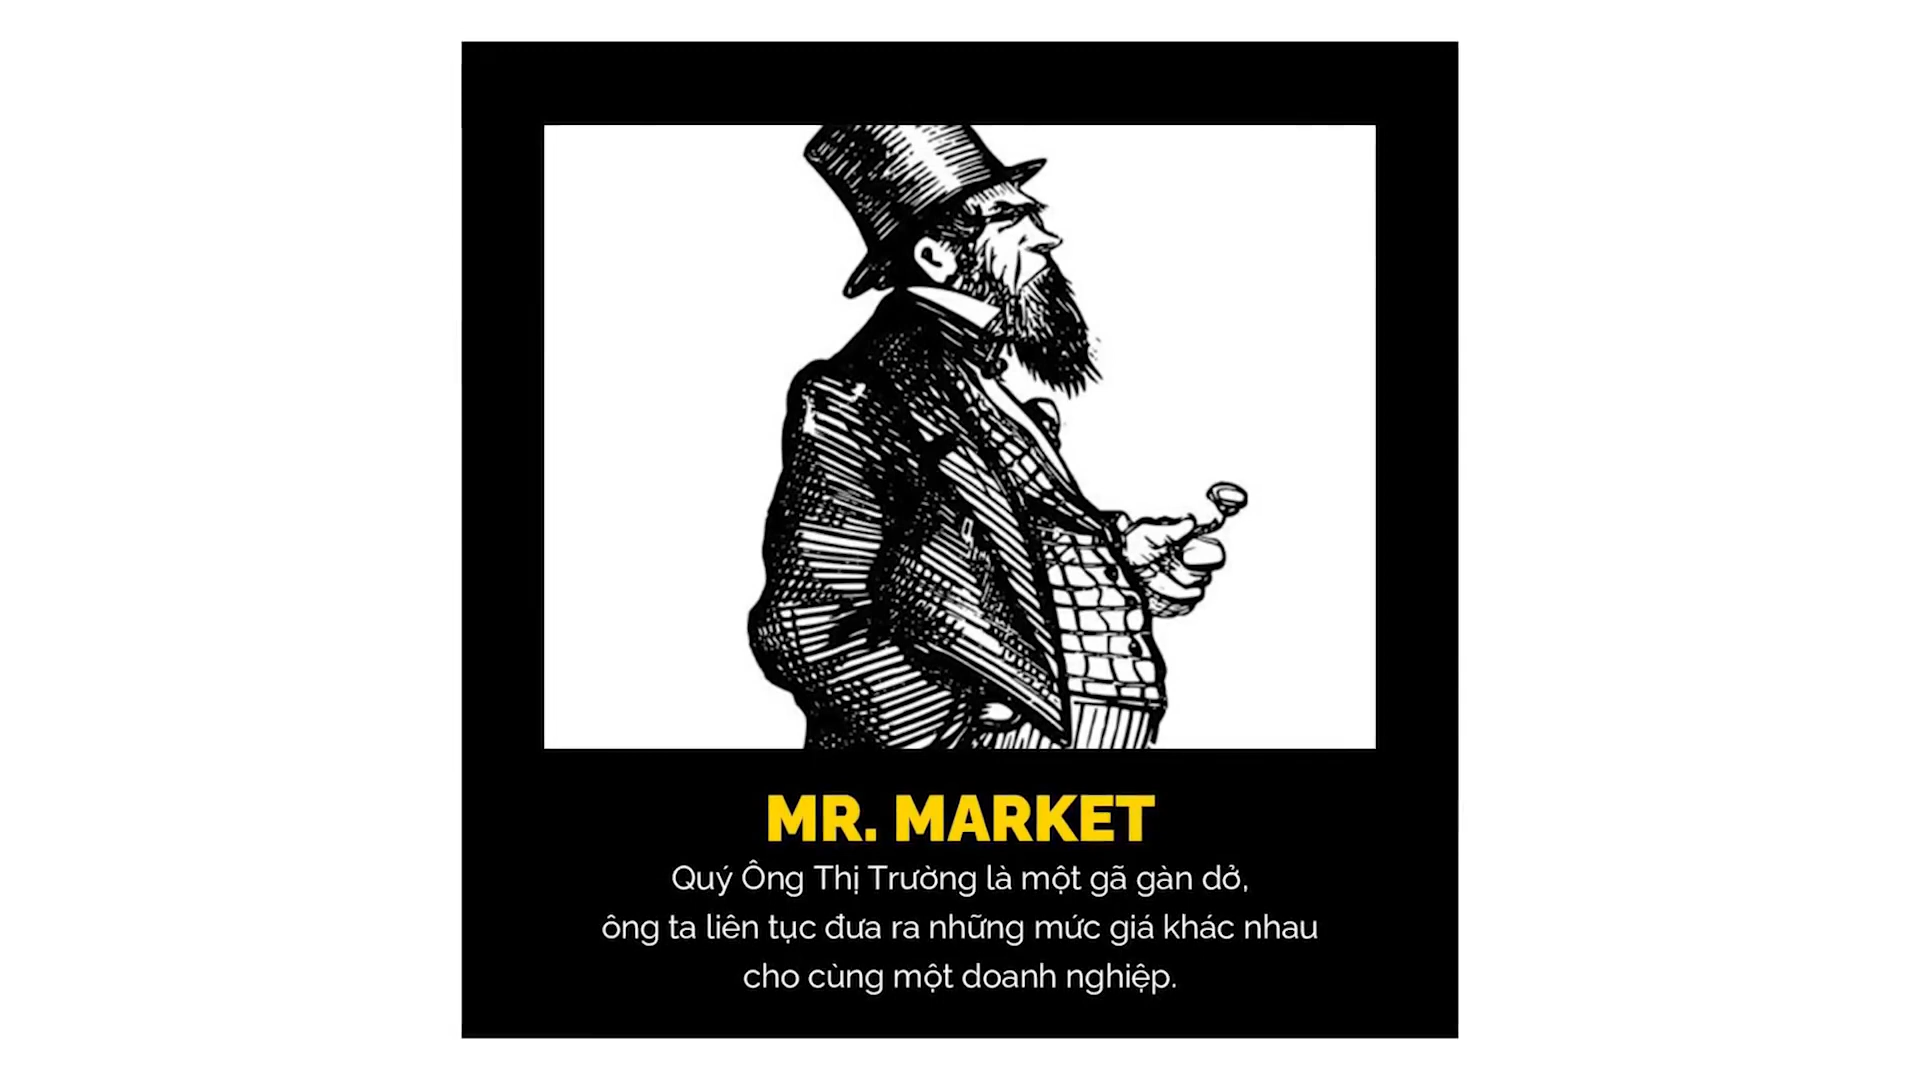 MR. MARKET
Quý Ông Thị Trường là một gã gàn dở,
ông ta liên tục đưa ra những mức giá khác nhau
cho cùng một doanh nghiệp.